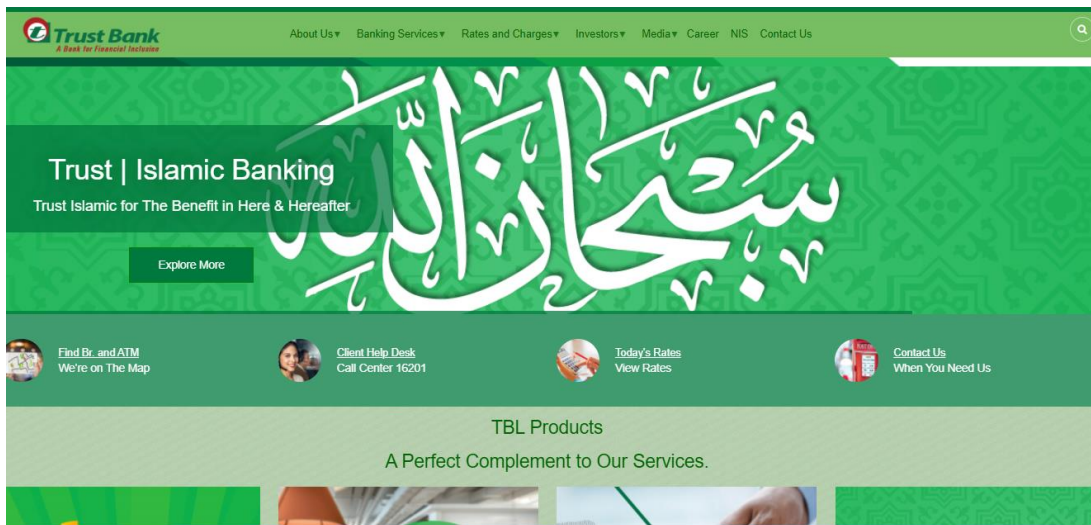 Trust Bank
A Bank for Financial Inclusion
About Us▾ Banking Services▾ Rates and Charges▾ Investors▾ Media▾ Career NIS Contact Us
سُبْحَانَ اللَّهِ
Trust | Islamic Banking
Trust Islamic for The Benefit in Here & Hereafter
Explore More
Find Br. and ATM
We're on The Map
Client Help Desk
Call Center 16201
Today's Rates
View Rates
Contact Us
When You Need Us
TBL Products
A Perfect Complement to Our Services.